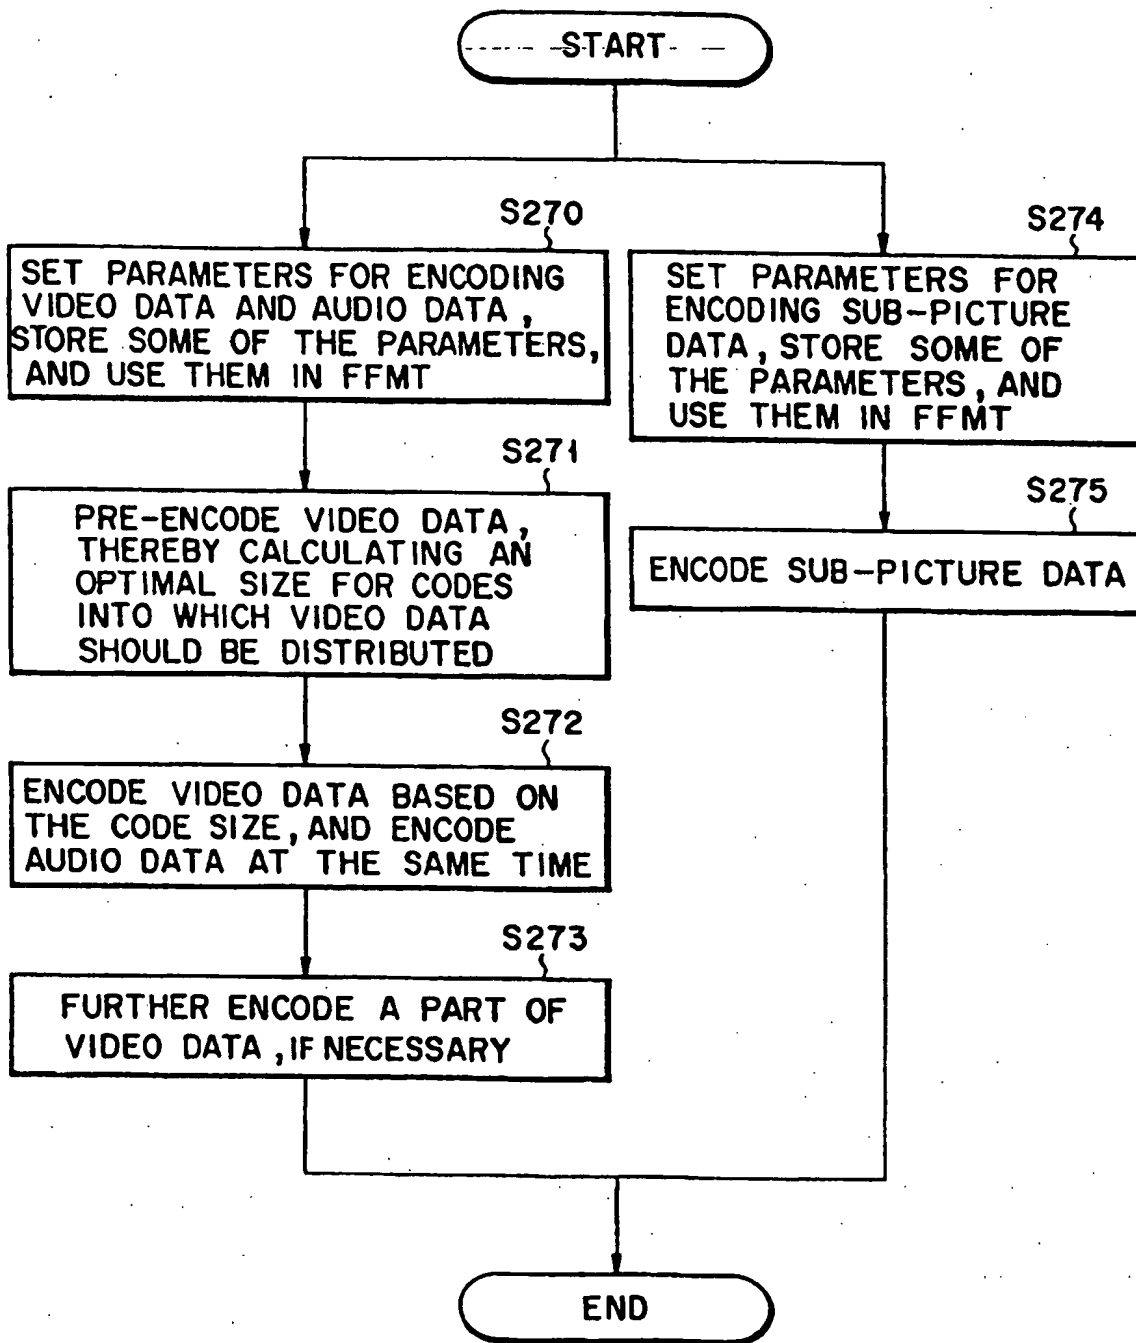 START
S270
SET PARAMETERS FOR ENCODING
VIDEO DATA AND AUDIO DATA,
STORE SOME OF THE PARAMETERS,
AND USE THEM IN FFMT
S271
PRE-ENCODE VIDEO DATA,
THEREBY CALCULATING AN
OPTIMAL SIZE FOR CODES
INTO WHICH VIDEO DATA
SHOULD BE DISTRIBUTED
S272
ENCODE VIDEO DATA BASED ON
THE CODE SIZE, AND ENCODE
AUDIO DATA AT THE SAME TIME
S273
FURTHER ENCODE A PART OF
VIDEO DATA, IF NECESSARY
S274
SET PARAMETERS FOR
ENCODING SUB-PICTURE
DATA, STORE SOME OF
THE PARAMETERS, AND
USE THEM IN FFMT
S275
ENCODE SUB-PICTURE DATA
END